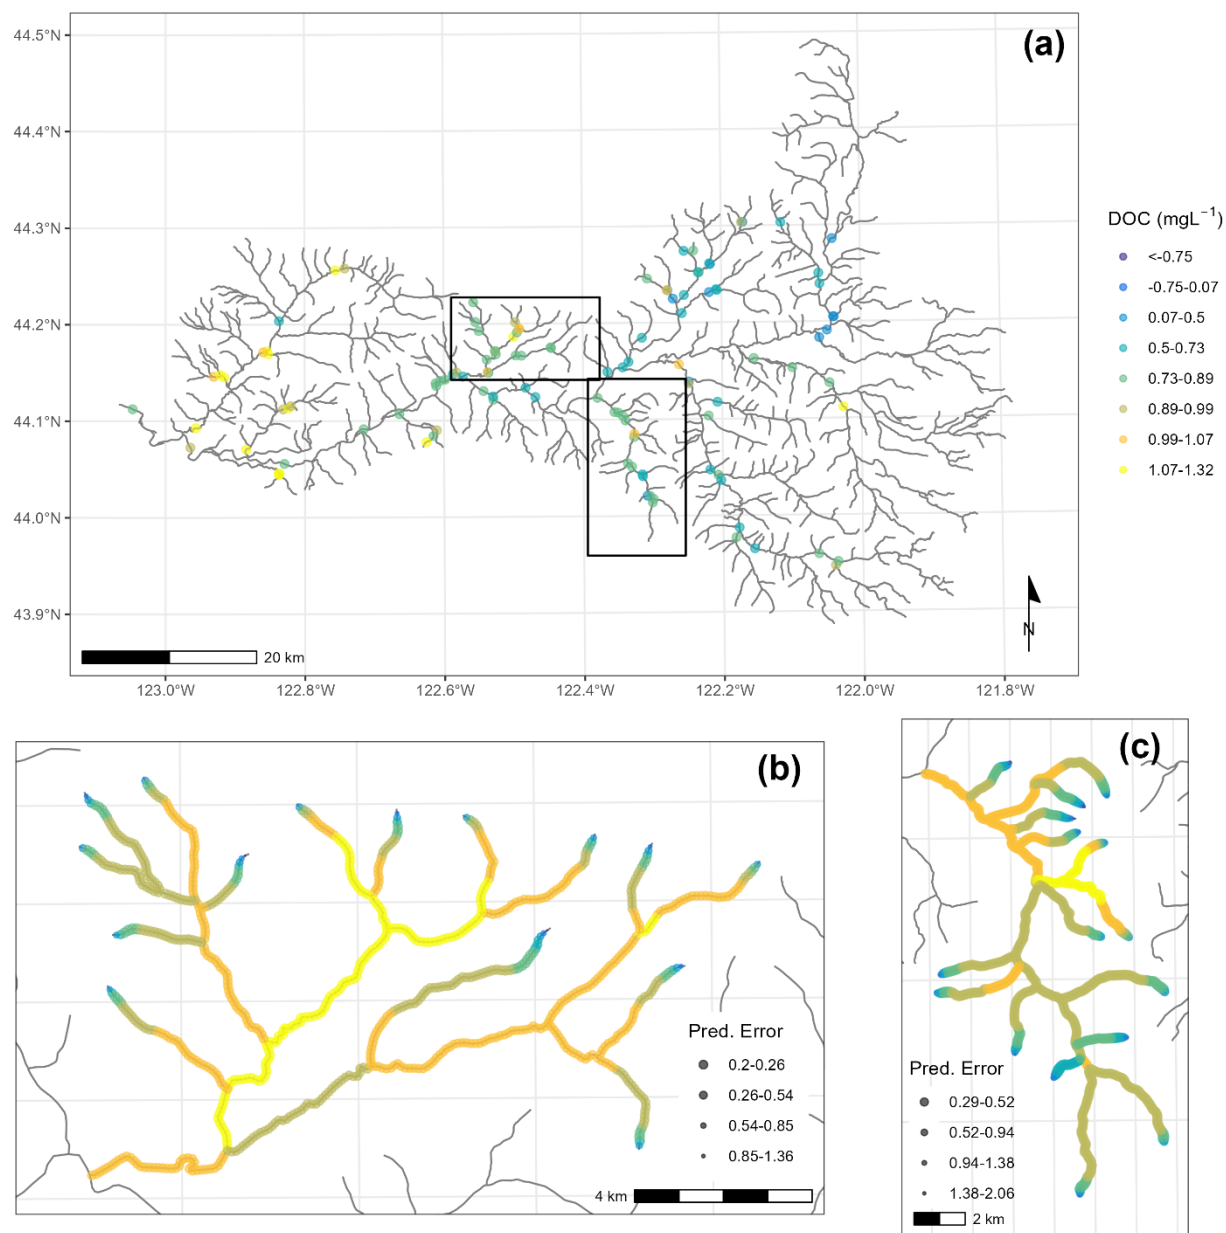 (a)
44.5°N
44.4°N
44.3°N
44.2°N
44.1°N
44.0°N
43.9°N
20 km
N
123.0°W
122.8°W
122.6°W
122.4°W
122.2°W
122.0°W
121.8°W
DOC (mgL⁻¹)
<-0.75
-0.75-0.07
0.07-0.5
0.5-0.73
0.73-0.89
0.89-0.99
0.99-1.07
1.07-1.32
(b)
Pred. Error
0.2-0.26
0.26-0.54
0.54-0.85
0.85-1.36
4 km
(c)
Pred. Error
0.29-0.52
0.52-0.94
0.94-1.38
1.38-2.06
2 km